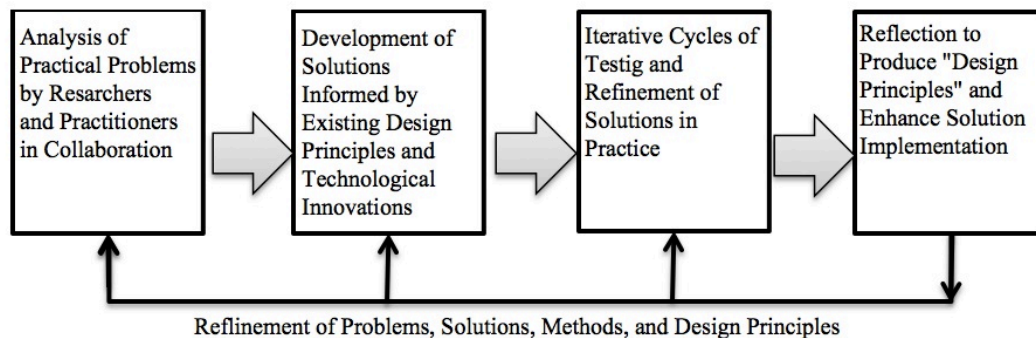 Analysis of
Practical Problems
by Resarchers
and Practitioners
in Collaboration
Development of
Solutions
Informed by
Existing Design
Principles and
Technological
Innovations
Iterative Cycles of
Testig and
Refinement of
Solutions in
Practice
Reflection to
Produce "Design
Principles" and
Enhance Solution
Implementation
Reflinement of Problems, Solutions, Methods, and Design Principles